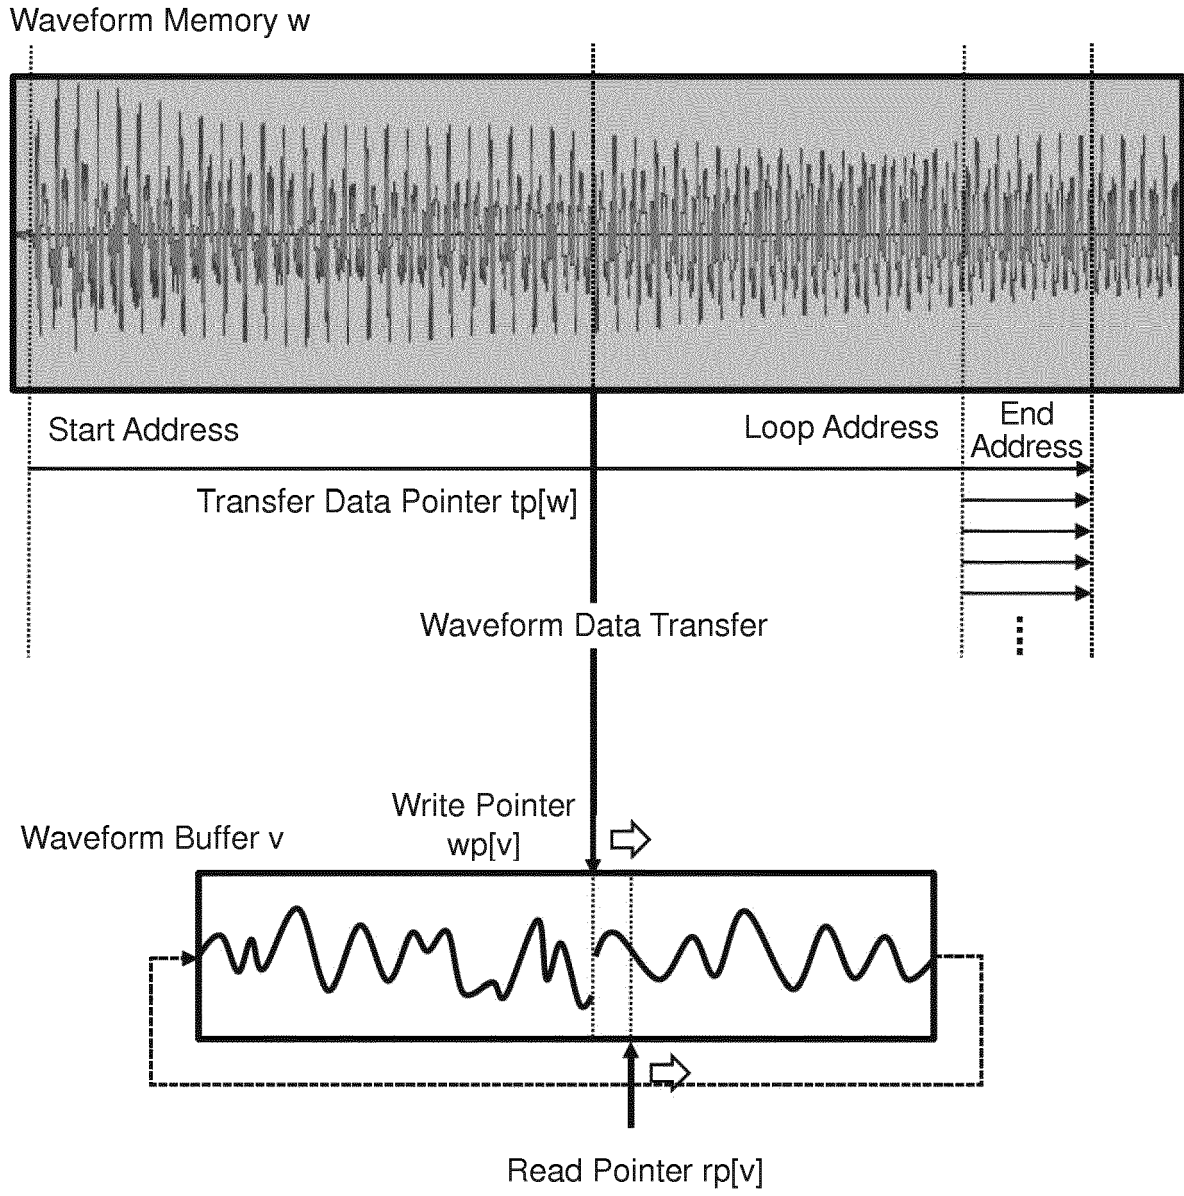 Waveform Memory w
Start Address
Loop Address
End
Address
Transfer Data Pointer tp[w]
Waveform Data Transfer
Write Pointer
wp[v]
Waveform Buffer v
Read Pointer rp[v]